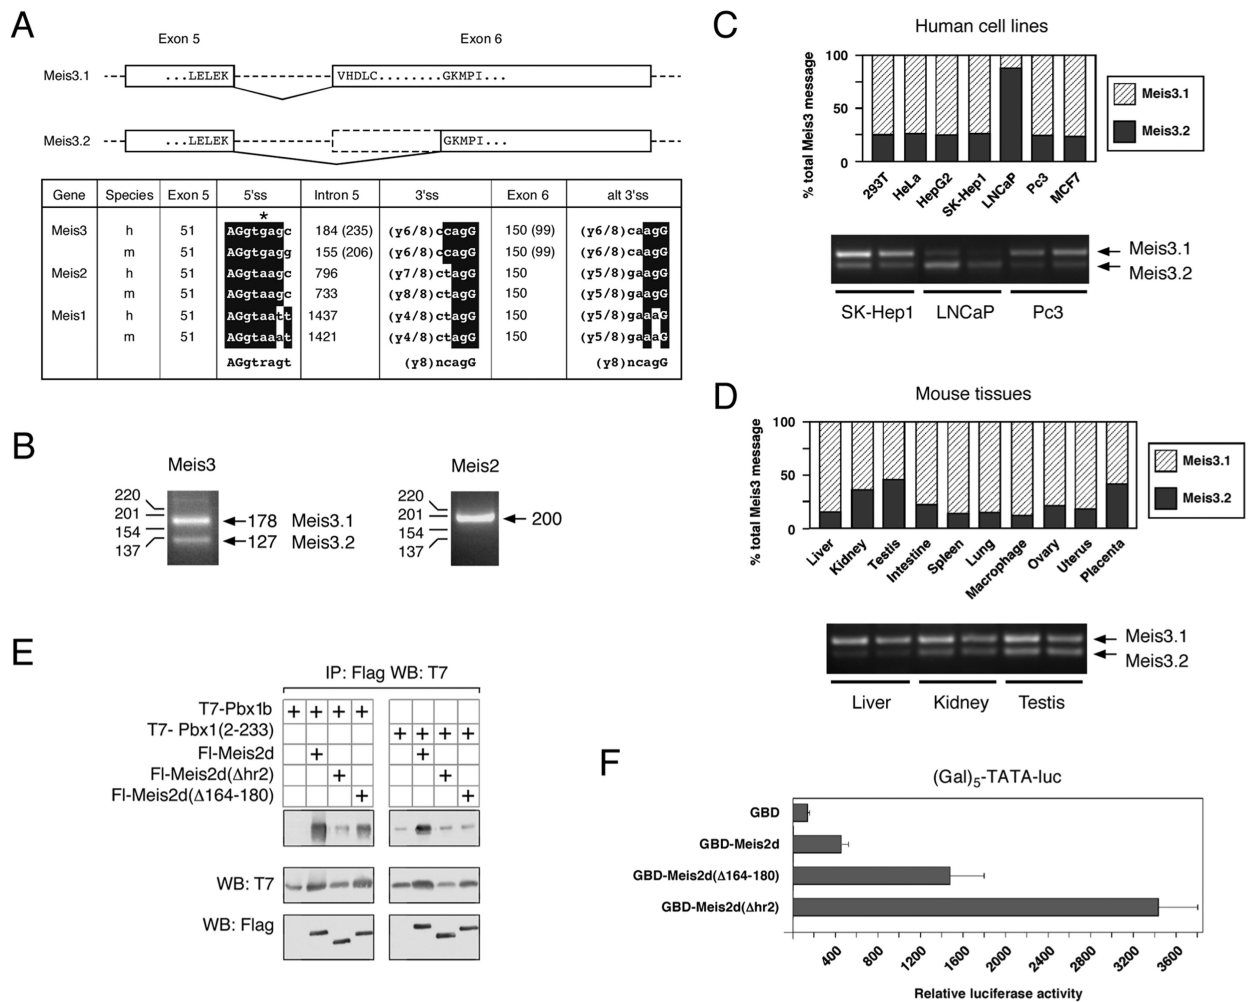 A
Exon 5 Exon 6
Meis3.1 ...LELEK VHDLC........GKMPI...
Meis3.2 ...LELEK GKMPI...
Gene Species Exon 5 5'ss Intron 5 3'ss Exon 6 alt 3'ss
*
Meis3 h 51 AGgtgagc 184 (235) (y6/8)ccagG 150 (99) (y6/8)caagG
m 51 AGgtgagg 155 (206) (y6/8)ccagG 150 (99) (y6/8)caagG
Meis2 h 51 AGgtaagc 796 (y7/8)ctagG 150 (y5/8)gaagG
m 51 AGgtaagc 733 (y8/8)ctagG 150 (y5/8)gaagG
Meis1 h 51 AGgtaatt 1437 (y4/8)ctagG 150 (y5/8)gaaaG
m 51 AGgtaaat 1421 (y4/8)ctagG 150 (y5/8)gaaaG
AGgtragt (y8)ncagG (y8)ncagG
B
Meis3
220
201
154
137
178 Meis3.1
127 Meis3.2
Meis2
220
201
154
137
200
C
Human cell lines
% total Meis3 message
100
50
0
293T HeLa HepG2 SK-Hep1 LNCaP Pc3 MCF7
Meis3.1
Meis3.2
Meis3.1
Meis3.2
SK-Hep1 LNCaP Pc3
D
Mouse tissues
% total Meis3 message
100
50
0
Liver Kidney Testis Intestine Spleen Lung Macrophage Ovary Uterus Placenta
Meis3.1
Meis3.2
Meis3.1
Meis3.2
Liver Kidney Testis
E
IP: Flag WB: T7
T7-Pbx1b + + + +
T7- Pbx1(2-233) + + + +
Fl-Meis2d + +
Fl-Meis2d(Δhr2) + +
Fl-Meis2d(Δ164-180) + +
WB: T7
WB: Flag
F
(Gal)5-TATA-luc
GBD
GBD-Meis2d
GBD-Meis2d(Δ164-180)
GBD-Meis2d(Δhr2)
400 800 1200 1600 2000 2400 2800 3200 3600
Relative luciferase activity